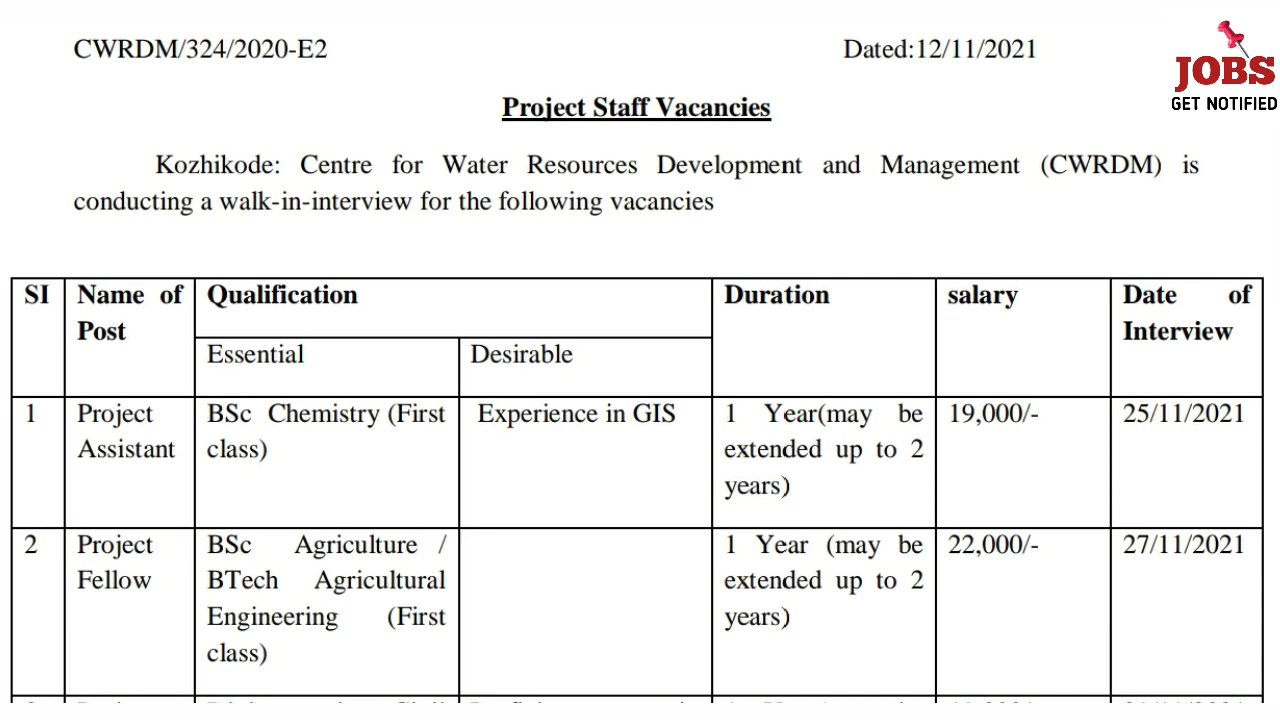 CWRDM/324/2020-E2 Dated:12/11/2021
JOBS
GET NOTIFIED
Project Staff Vacancies
Kozhikode: Centre for Water Resources Development and Management (CWRDM) is
conducting a walk-in-interview for the following vacancies
SI Name of Post Qualification Duration salary Date of Interview
Essential Desirable
1 Project Assistant BSc Chemistry (First class) Experience in GIS 1 Year(may be extended up to 2 years) 19,000/- 25/11/2021
2 Project Fellow BSc Agriculture / BTech Agricultural Engineering (First class) 1 Year (may be extended up to 2 years) 22,000/- 27/11/2021